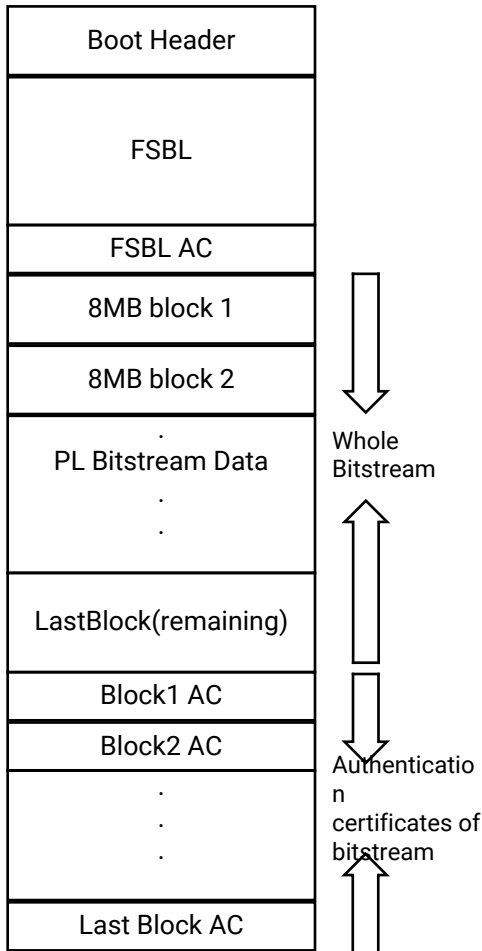 Boot Header
FSBL
FSBL AC
8MB block 1
8MB block 2
.
PL Bitstream Data
.
.
Whole
Bitstream
LastBlock(remaining)
Block1 AC
Block2 AC
.
.
.
Authenticatio
n
certificates of
bitstream
Last Block AC